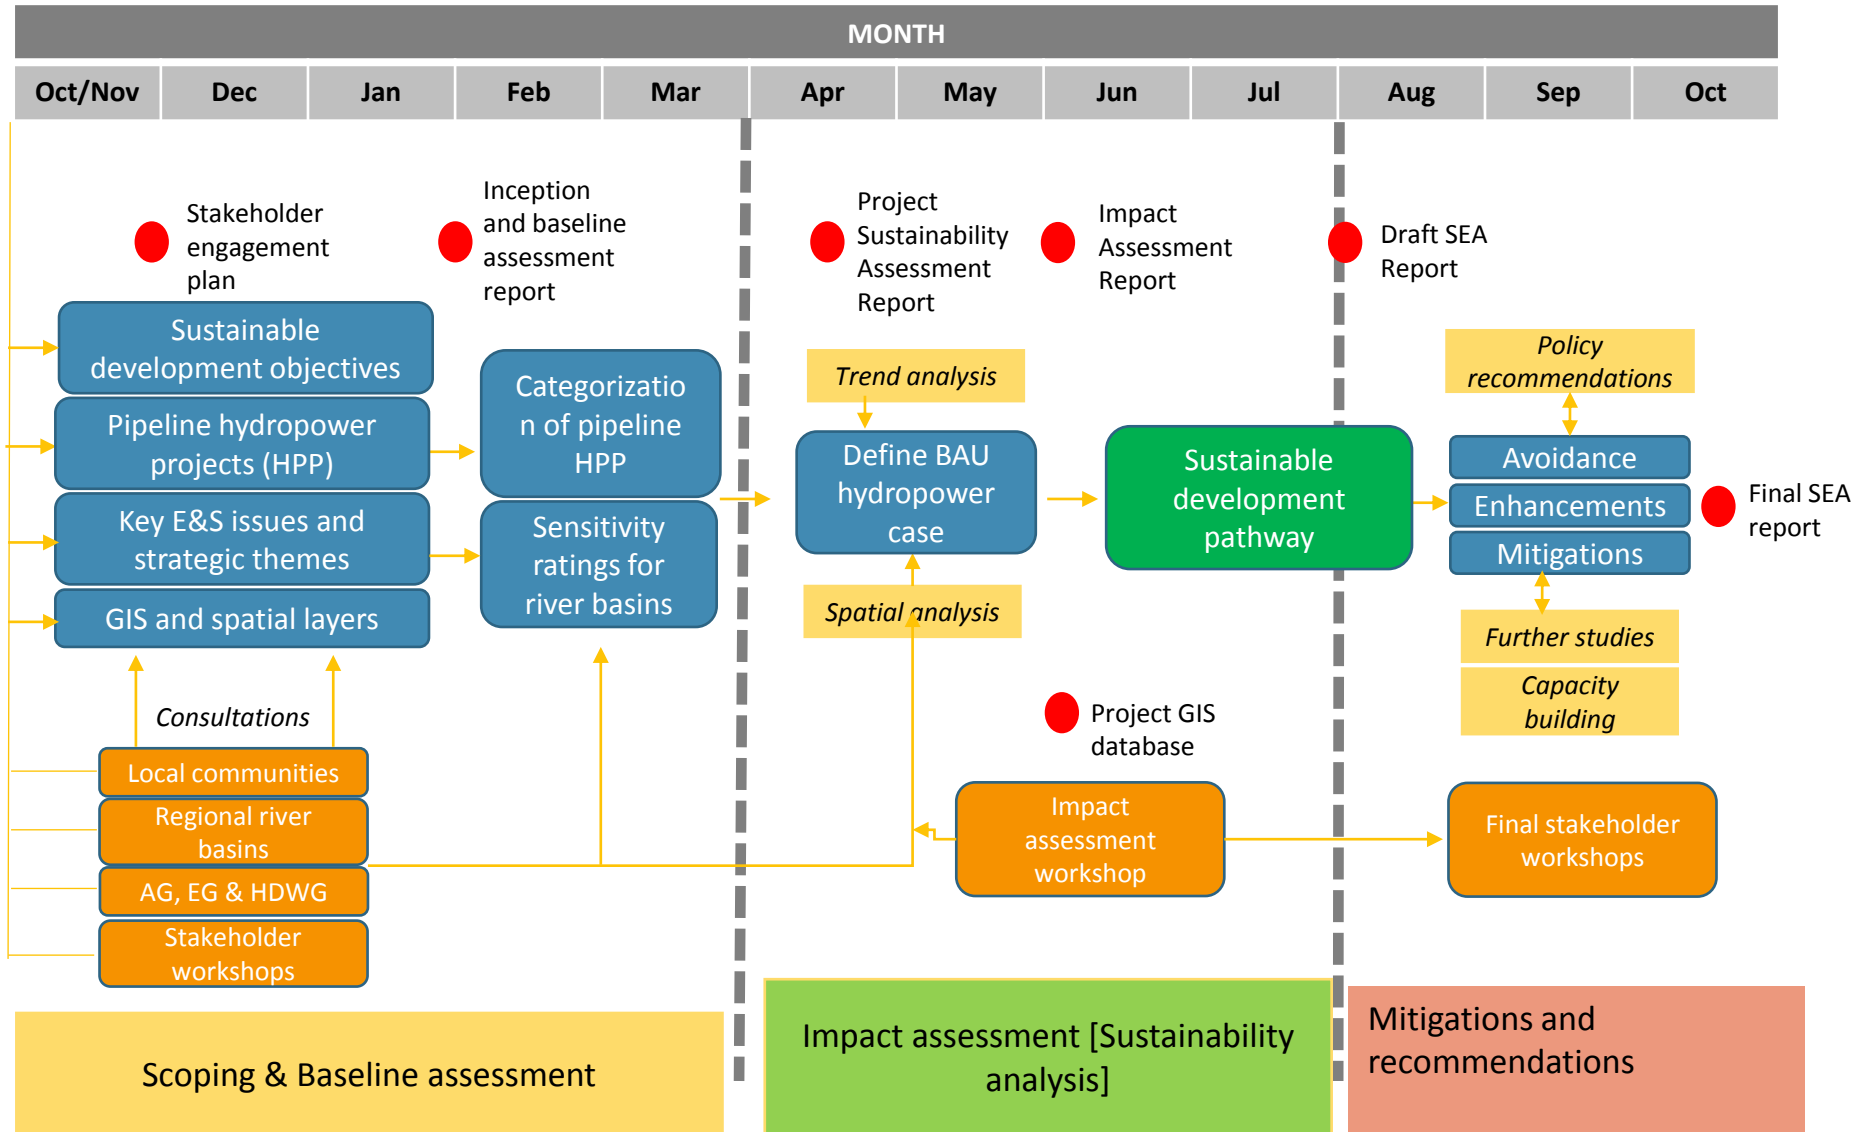 MONTH
Oct/Nov Dec Jan Feb Mar Apr May Jun Jul Aug Sep Oct
Stakeholder
engagement
plan
Inception
and baseline
assessment
report
Project
Sustainability
Assessment
Report
Impact
Assessment
Report
Draft SEA
Report
Sustainable
development objectives
Pipeline hydropower
projects (HPP)
Key E&S issues and
strategic themes
GIS and spatial layers
Categorizatio
n of pipeline
HPP
Sensitivity
ratings for
river basins
Trend analysis
Define BAU
hydropower
case
Spatial analysis
Sustainable
development
pathway
Policy
recommendations
Avoidance
Enhancements
Mitigations
Final SEA
report
Further studies
Capacity
building
Consultations
Local communities
Regional river
basins
AG, EG & HDWG
Stakeholder
workshops
Project GIS
database
Impact
assessment
workshop
Final stakeholder
workshops
Scoping & Baseline assessment
Impact assessment [Sustainability
analysis]
Mitigations and
recommendations